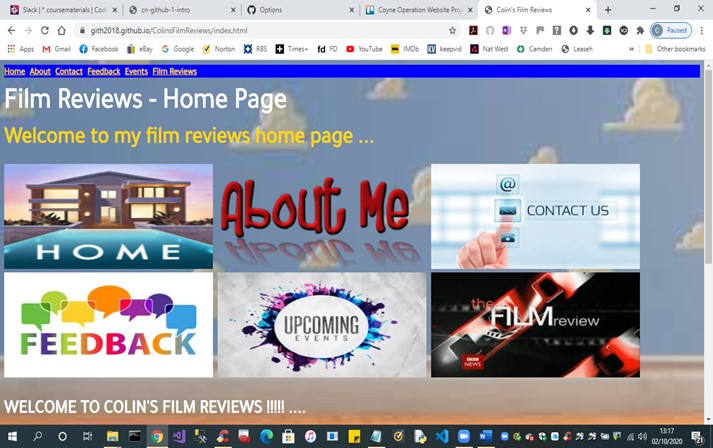 Slack | * coursematerials | Cod
cn-github-1-intro
Options
Coyne Operation Website Pro
Colin's Film Reviews
gith2018.github.io/ColinsFilmReviews/index.html
Paused
Apps
Gmail
Facebook
eBay
Google
Norton
RBS
Times+
fd FD
YouTube
IMDb
keepvid
Nat West
Camden
Leaseh
»
Other bookmarks
Home About Contact Feedback Events Film Reviews
Film Reviews - Home Page
Welcome to my film reviews home page ...
HOME
About Me
@
CONTACT US
FEEDBACK
UPCOMING
EVENTS
the
FILM review
BBC
NEWS
WELCOME TO COLIN'S FILM REVIEWS !!!!! ....
13:17
02/10/2020